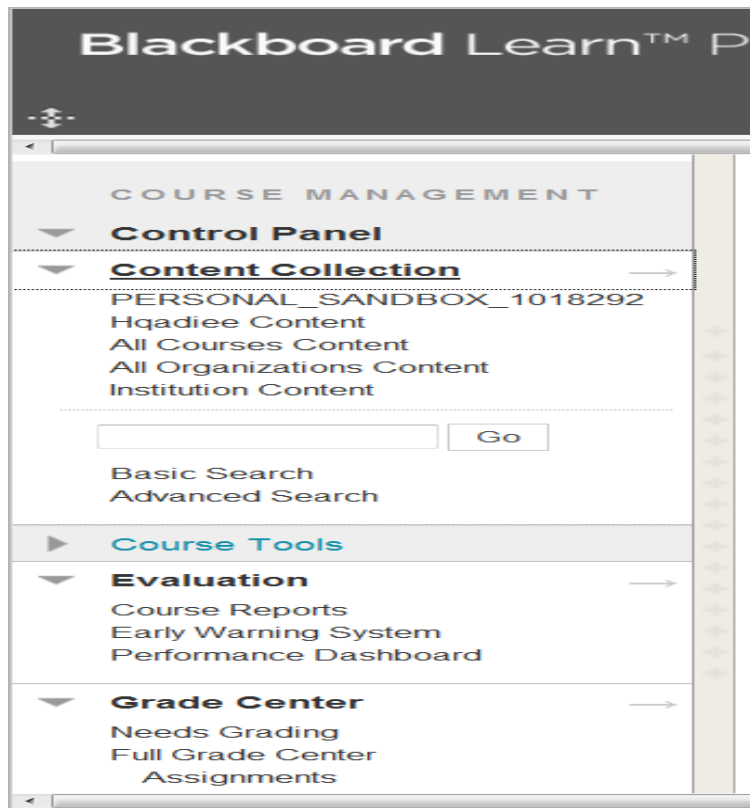 Blackboard Learn™ P
COURSE MANAGEMENT
Control Panel
Content Collection
PERSONAL_SANDBOX_1018292
Hqadiee Content
All Courses Content
All Organizations Content
Institution Content
Go
Basic Search
Advanced Search
Course Tools
Evaluation
Course Reports
Early Warning System
Performance Dashboard
Grade Center
Needs Grading
Full Grade Center
Assignments